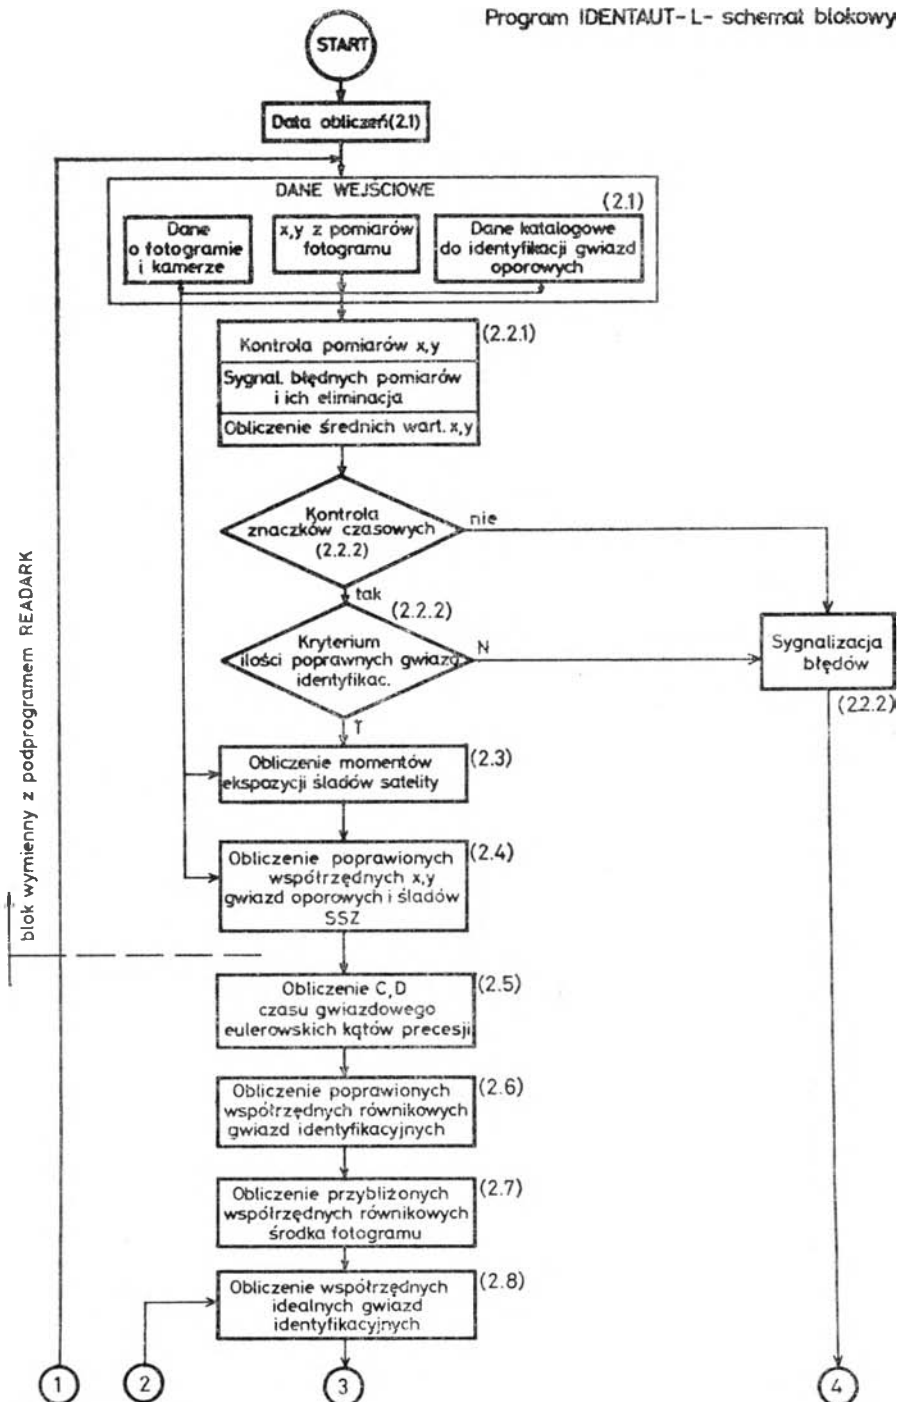 Program IDENTAUT-L- schemat blokowy
START
Data obliczeń (2.1)
DANE WEJŚCIOWE
(2.1)
Dane
o fotogramie
i kamerze
x,y z pomiarów
fotogramu
Dane katalogowe
do identyfikacji gwiazd
oporowych
(2.2.1)
Kontrola pomiarów x,y
Sygnal. błędnych pomiarów
i ich eliminacja
Obliczenie średnich wart. x,y
Kontrola
znaczków czasowych
(2.2.2)
nie
tak
(2.2.2)
Kryterium
ilości poprawnych gwiazd
identyfikac.
N
T
Sygnalizacja
błędów
(2.2.2)
Obliczenie momentów
ekspozycji śladów satelity
(2.3)
Obliczenie poprawionych
współrzędnych x,y
gwiazd oporowych i śladów
SSZ
(2.4)
blok wymienny z podprogramem READARK
Obliczenie C,D
czasu gwiazdowego
eulerowskich kątów precesji
(2.5)
Obliczenie poprawionych
współrzędnych równikowych
gwiazd identyfikacyjnych
(2.6)
Obliczenie przybliżonych
współrzędnych równikowych
środka fotogramu
(2.7)
Obliczenie współrzędnych
idealnych gwiazd
identyfikacyjnych
(2.8)
1
2
3
4